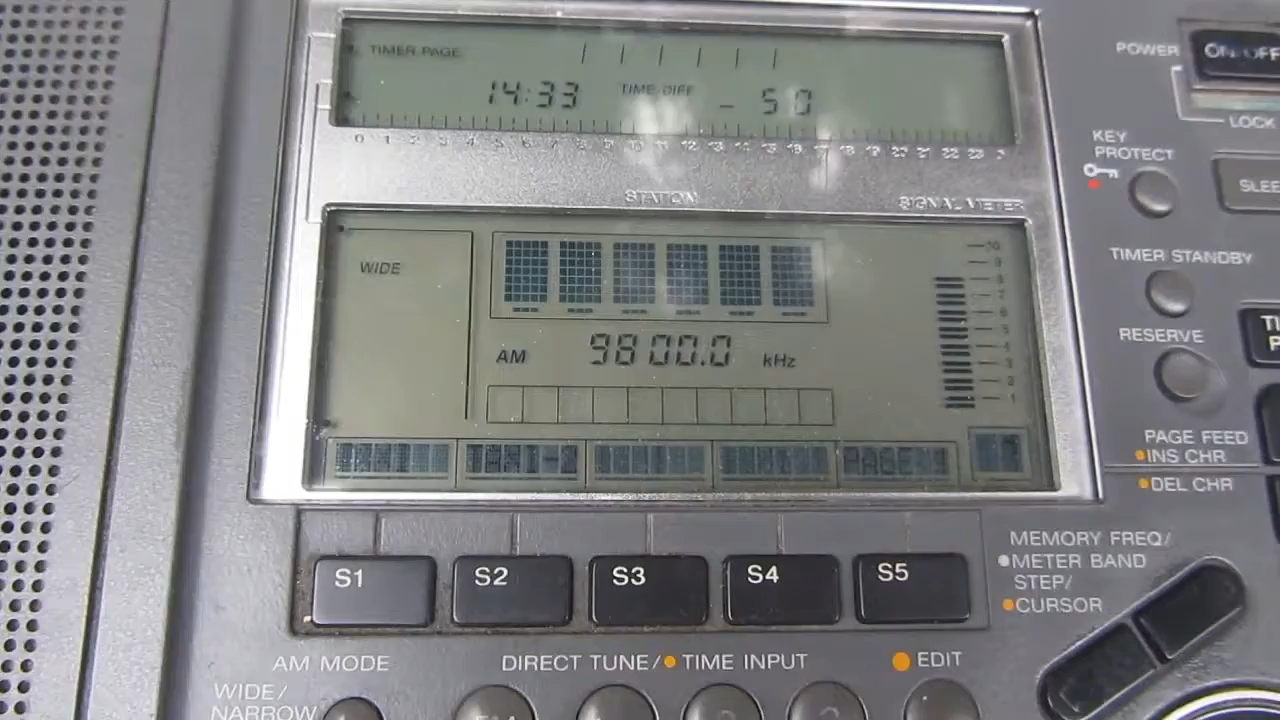 TIMER PAGE
14:33 TIME DIFF - 50
0 1 2 3 4 5 6 7 8 9 10 11 12 13 14 15 16 17 18 19 20 21 22 23
STATION
SIGNAL METER
WIDE
10
9
8
7
6
5
4
3
2
1
AM 9800.0 kHz
PAGE
S1 S2 S3 S4 S5
AM MODE
WIDE/
NARROW
DIRECT TUNE/ TIME INPUT
EDIT
POWER
ON/OFF
LOCK
KEY
PROTECT
TIMER STANDBY
RESERVE
PAGE FEED
INS CHR
DEL CHR
MEMORY FREQ/
METER BAND
STEP/
CURSOR